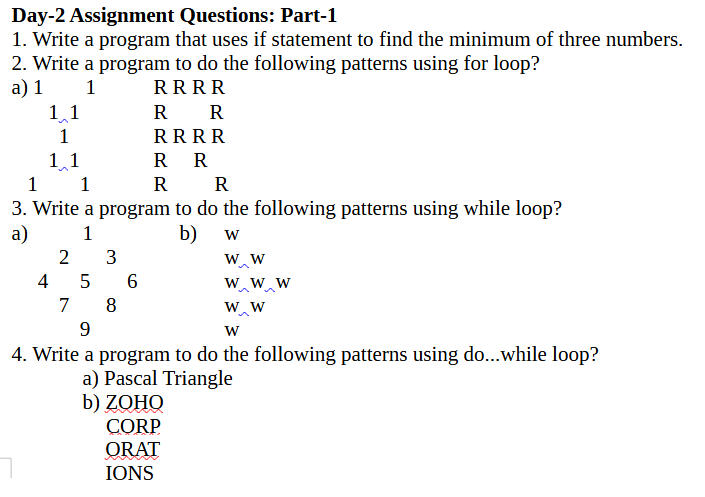 Day-2 Assignment Questions: Part-1
1. Write a program that uses if statement to find the minimum of three numbers.
2. Write a program to do the following patterns using for loop?
a) 1 1 R R R R
1 1 R R
1 R R R R
1 1 R R
1 1 R R
3. Write a program to do the following patterns using while loop?
a) 1 b) w
2 3 w w
4 5 6 w w w
7 8 w w
9 w
4. Write a program to do the following patterns using do...while loop?
a) Pascal Triangle
b) ZOHO
CORP
ORAT
IONS